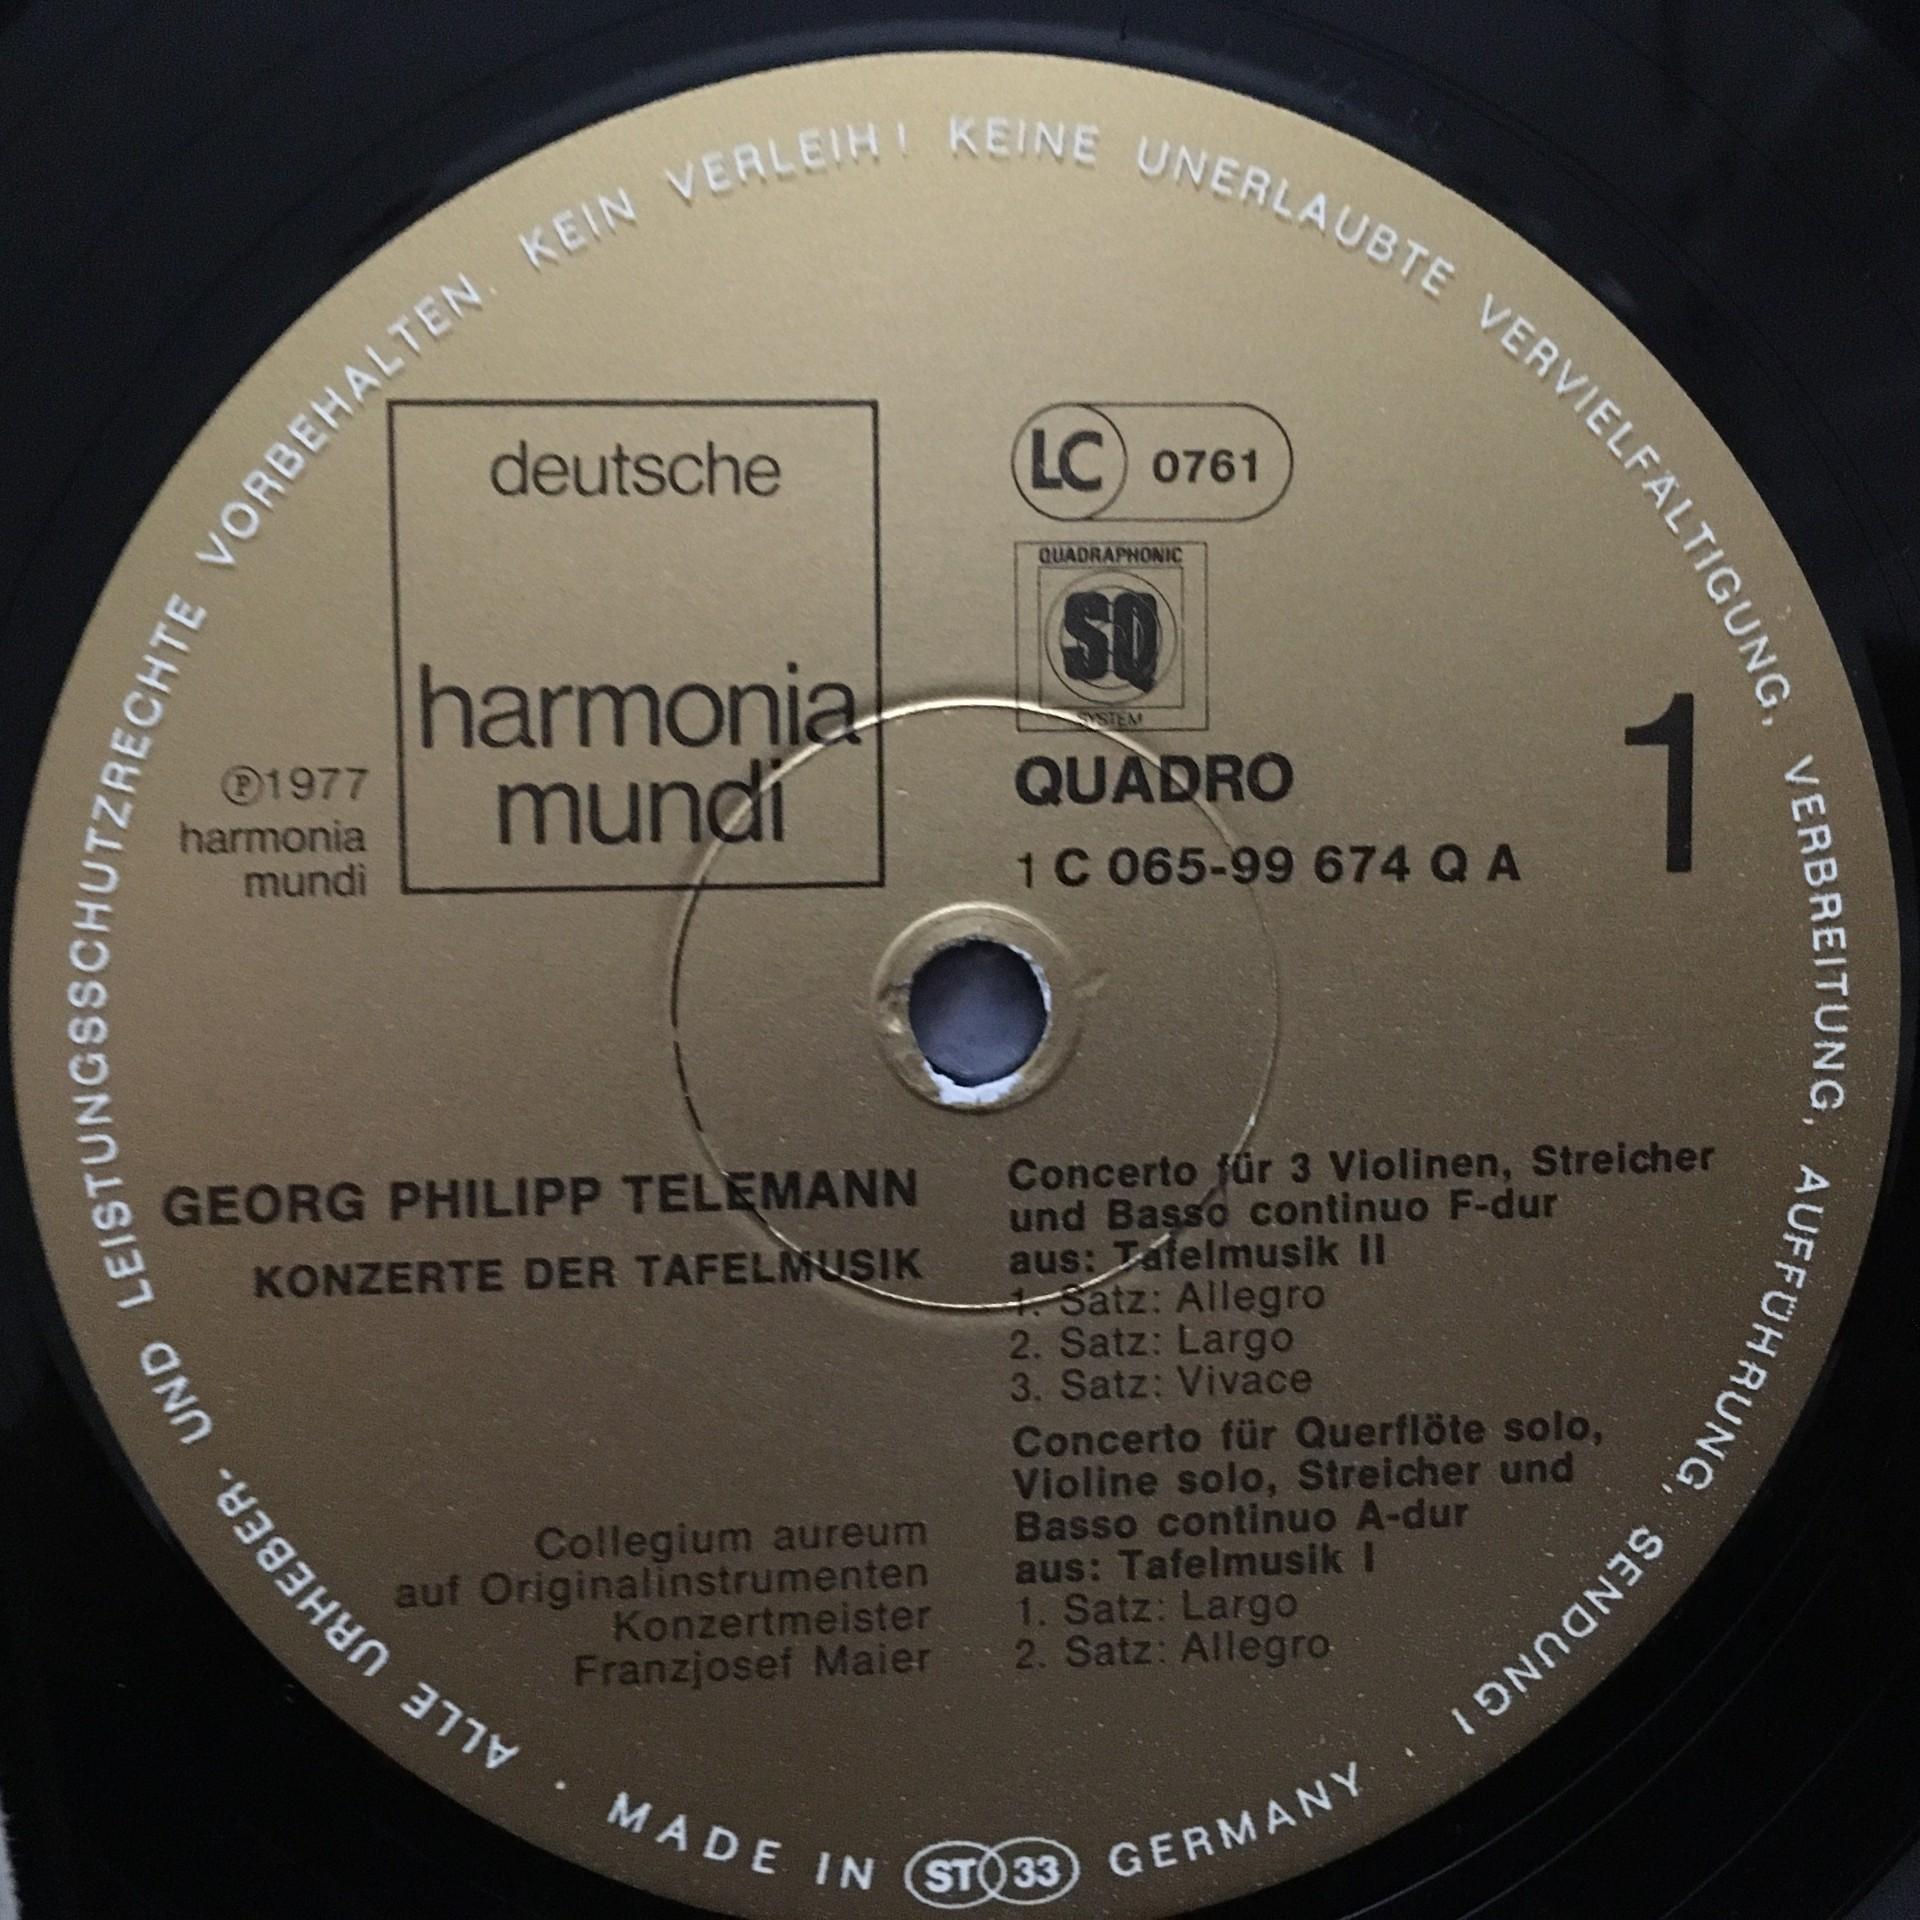 ALLE URHEBER- UND LEISTUNGSSCHUTZRECHTE VORBEHALTEN. KEIN VERLEIH! KEINE UNERLAUBTE VERVIELFÄLTIGUNG, VERBREITUNG, AUFFÜHRUNG, SENDUNG!
deutsche
harmonia
mundi
℗1977
harmonia
mundi
LC 0761
QUADRAPHONIC
SQ
SYSTEM
QUADRO
1 C 065-99 674 Q A
1
GEORG PHILIPP TELEMANN
KONZERTE DER TAFELMUSIK
Collegium aureum
auf Originalinstrumenten
Konzertmeister
Franzjosef Maier
Concerto für 3 Violinen, Streicher
und Basso continuo F-dur
aus: Tafelmusik II
1. Satz: Allegro
2. Satz: Largo
3. Satz: Vivace
Concerto für Querflöte solo,
Violine solo, Streicher und
Basso continuo A-dur
aus: Tafelmusik I
1. Satz: Largo
2. Satz: Allegro
· MADE IN ST 33 GERMANY ·